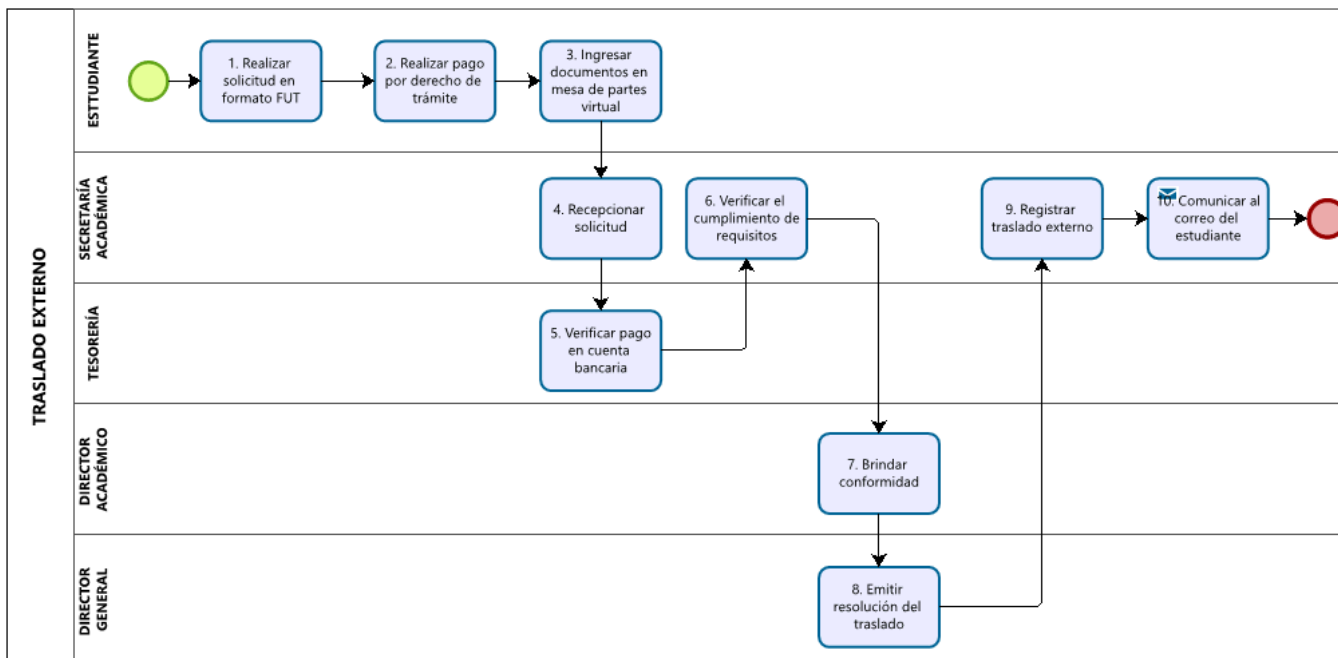 TRASLADO EXTERNO
ESTTUDIANTE
1. Realizar
solicitud en
formato FUT
2. Realizar pago
por derecho de
trámite
3. Ingresar
documentos en
mesa de partes
virtual
SECRETARÍA
ACADÉMICA
4. Recepcionar
solicitud
6. Verificar el
cumplimiento de
requisitos
9. Registrar
traslado externo
10. Comunicar al
correo del
estudiante
TESORERÍA
5. Verificar pago
en cuenta
bancaria
DIRECTOR
ACADÉMICO
7. Brindar
conformidad
DIRECTOR
GENERAL
8. Emitir
resolución del
traslado